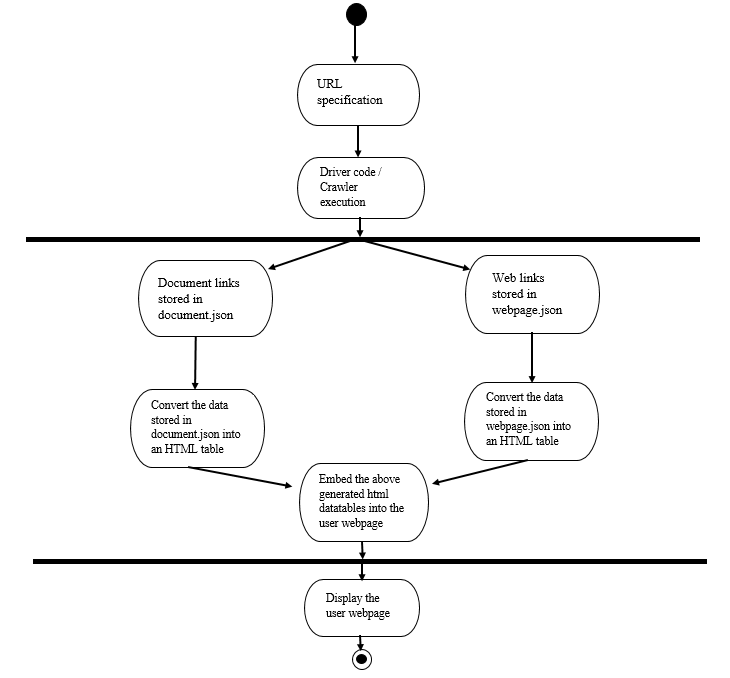 URL
specification
Driver code /
Crawler
execution
Document links
stored in
document.json
Web links
stored in
webpage.json
Convert the data
stored in
document.json into
an HTML table
Convert the data
stored in
webpage.json into
an HTML table
Embed the above
generated html
datatables into the
user webpage
Display the
user webpage